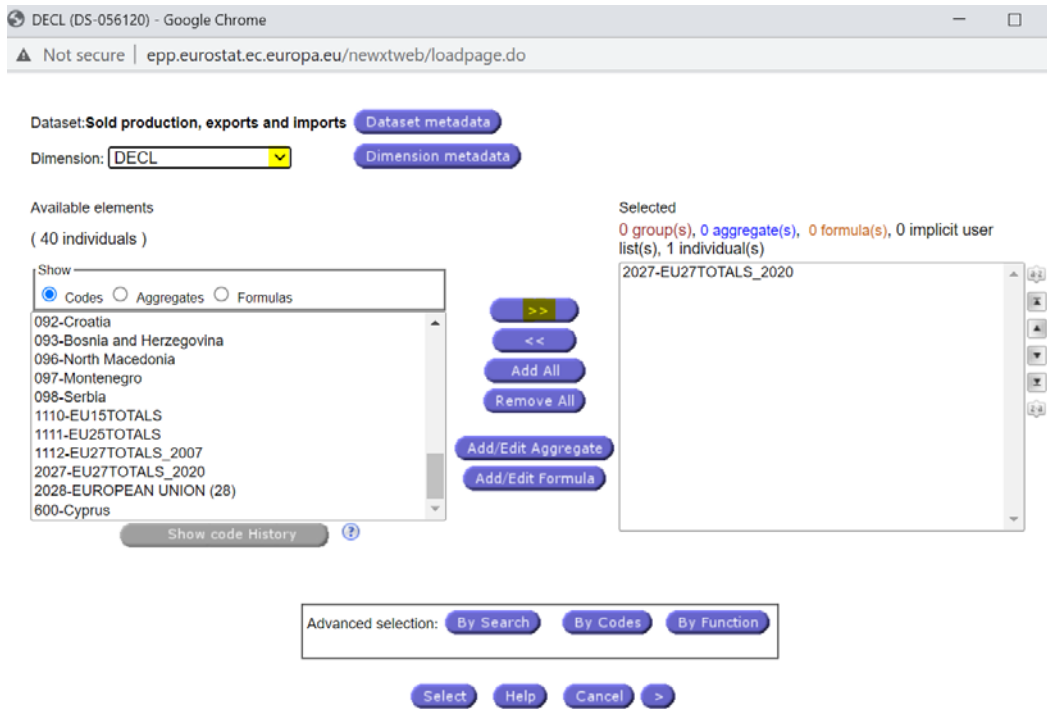 DECL (DS-056120) - Google Chrome
Not secure | epp.eurostat.ec.europa.eu/newxtweb/loadpage.do
Dataset:Sold production, exports and imports Dataset metadata
Dimension: DECL Dimension metadata
Available elements
( 40 individuals )
Show
Codes Aggregates Formulas
092-Croatia
093-Bosnia and Herzegovina
096-North Macedonia
097-Montenegro
098-Serbia
1110-EU15TOTALS
1111-EU25TOTALS
1112-EU27TOTALS_2007
2027-EU27TOTALS_2020
2028-EUROPEAN UNION (28)
600-Cyprus
Show code History ?
>>
<<
Add All
Remove All
Add/Edit Aggregate
Add/Edit Formula
Selected
0 group(s), 0 aggregate(s), 0 formula(s), 0 implicit user
list(s), 1 individual(s)
2027-EU27TOTALS_2020
a-z
z-a
Advanced selection: By Search By Codes By Function
Select Help Cancel >